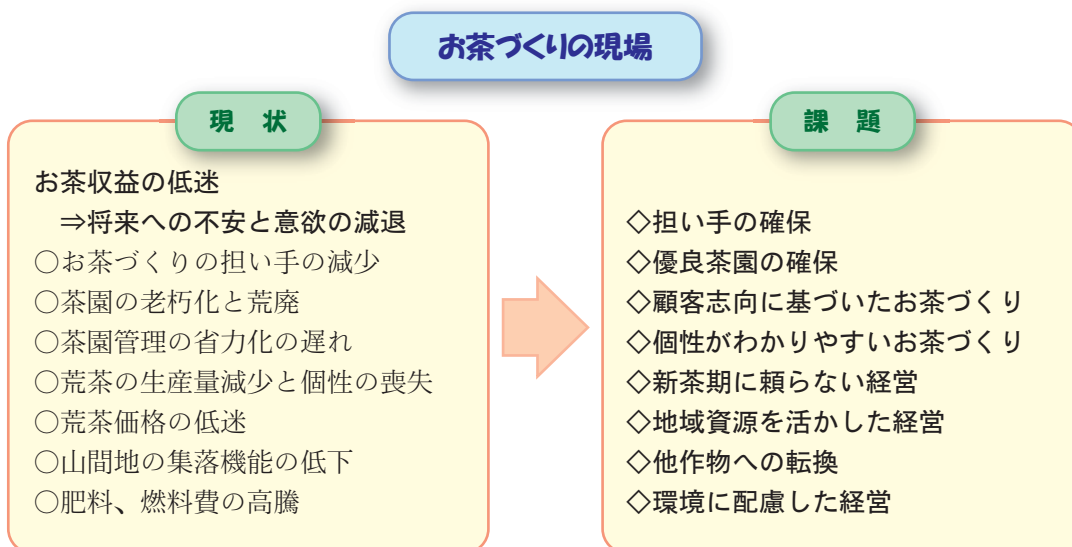 お茶づくりの現場
現 状
お茶収益の低迷
⇒将来への不安と意欲の減退
○お茶づくりの担い手の減少
○茶園の老朽化と荒廃
○茶園管理の省力化の遅れ
○荒茶の生産量減少と個性の喪失
○荒茶価格の低迷
○山間地の集落機能の低下
○肥料、燃料費の高騰
課 題
◇担い手の確保
◇優良茶園の確保
◇顧客志向に基づいたお茶づくり
◇個性がわかりやすいお茶づくり
◇新茶期に頼らない経営
◇地域資源を活かした経営
◇他作物への転換
◇環境に配慮した経営